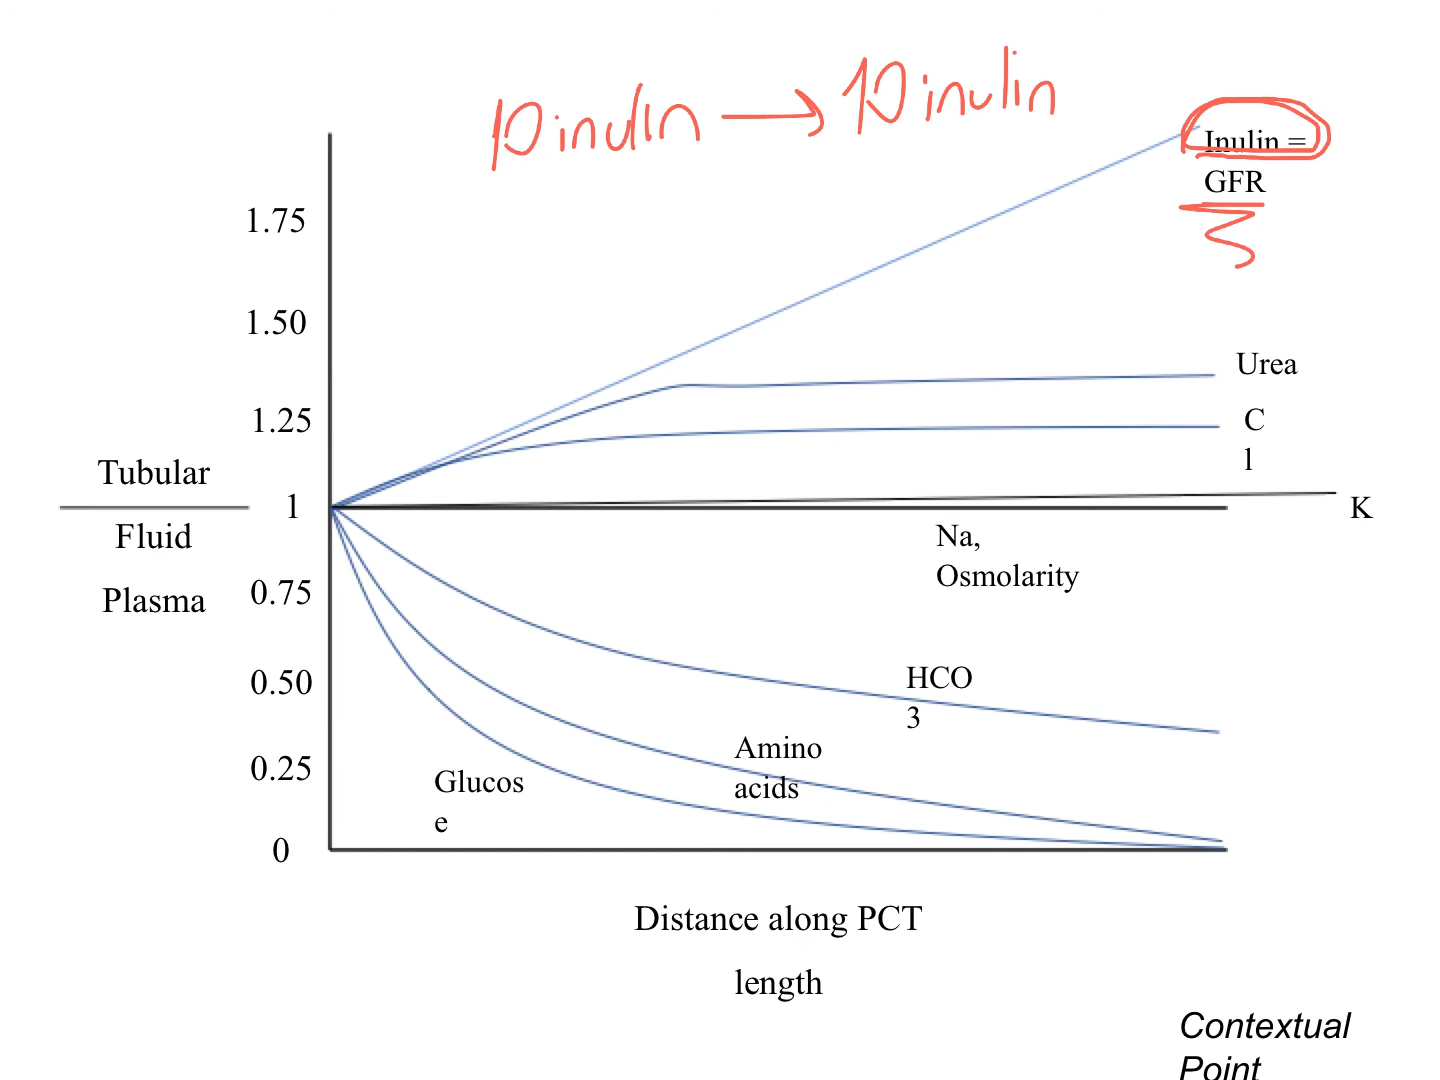 10 inulin → 10 inulin
Inulin =
GFR
1.75
1.50
Urea
1.25
C
l
Tubular
1
K
Fluid
Na,
Osmolarity
Plasma
0.75
0.50
HCO
3
Amino
acids
0.25
Glucos
e
0
Distance along PCT
length
Contextual
Point